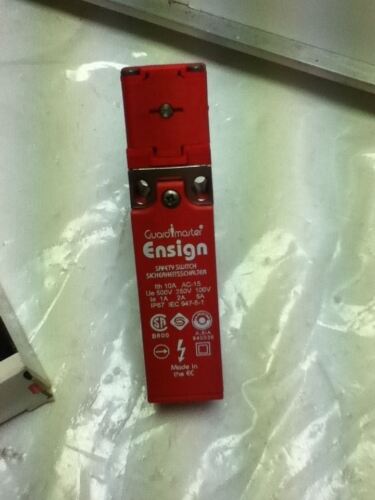 Guardmaster
Ensign
SAFETY SWITCH
SICHERHEITSSCHALTER
Ith 10A AC-15
Ue 500V 250V 100V
Ie 1A 2A 5A
IP67 IEC 947-5-1
B600
Made in
the EC